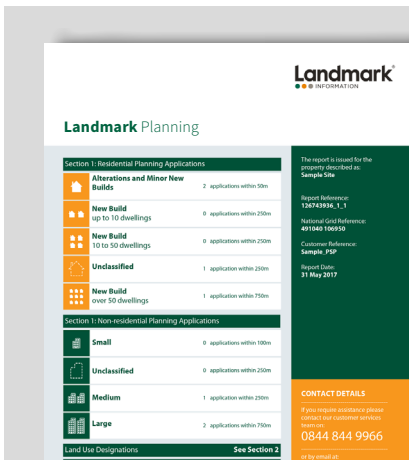 Landmark®
INFORMATION
Landmark Planning
Section 1: Residential Planning Applications
Alterations and Minor New
Builds
2 applications within 50m
New Build
up to 10 dwellings
0 applications within 250m
New Build
10 to 50 dwellings
0 applications within 250m
Unclassified
1 application within 250m
New Build
over 50 dwellings
1 application within 750m
Section 1: Non-residential Planning Applications
Small
0 applications within 100m
Unclassified
0 applications within 250m
Medium
1 application within 250m
Large
2 applications within 750m
Land Use Designations See Section 2
The report is issued for the
property described as:
Sample Site
Report Reference:
126743936_1_1
National Grid Reference:
491040 106950
Customer Reference:
Sample_PSP
Report Date:
31 May 2017
CONTACT DETAILS
If you require assistance please
contact our customer services
team on:
0844 844 9966
or by email at: